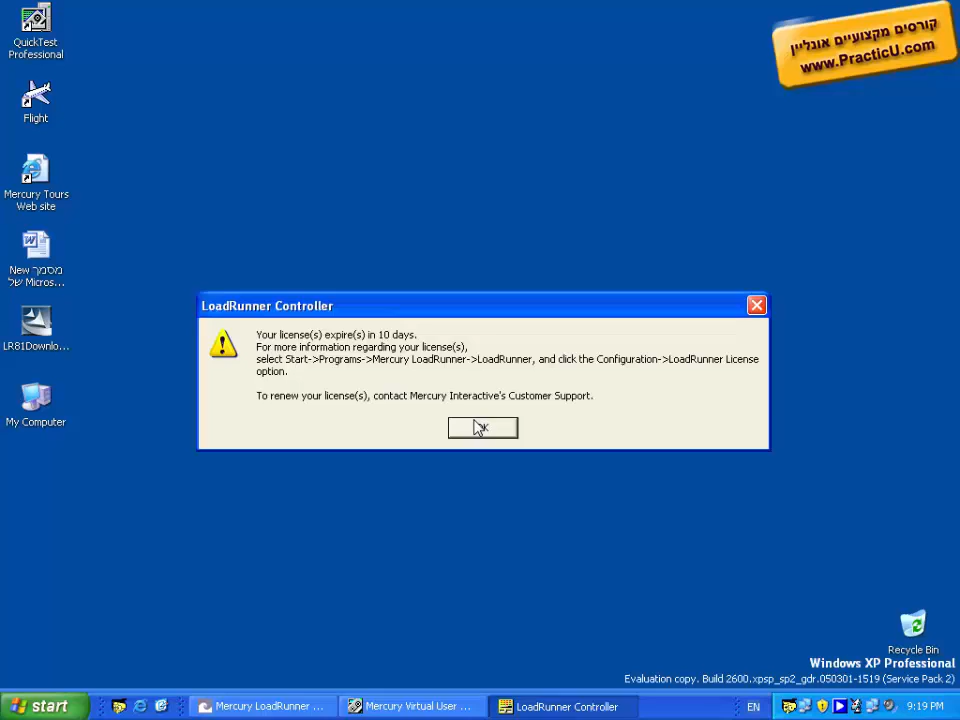 QuickTest
Professional
Flight
Mercury Tours
Web site
New מסמך
של Micros...
LR81Downlo...
My Computer
קורסים מקצועיים אונליין
www.PracticU.com
LoadRunner Controller
Your license(s) expire(s) in 10 days.
For more information regarding your license(s),
select Start->Programs->Mercury LoadRunner->LoadRunner, and click the Configuration->LoadRunner License
option.
To renew your license(s), contact Mercury Interactive's Customer Support.
OK
Recycle Bin
Windows XP Professional
Evaluation copy. Build 2600.xpsp_sp2_gdr.050301-1519 (Service Pack 2)
start
Mercury LoadRunner ...
Mercury Virtual User ...
LoadRunner Controller
EN
9:19 PM